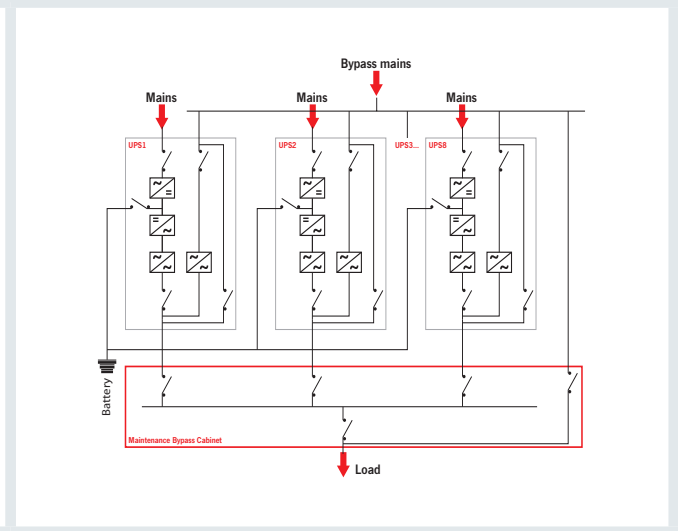 Bypass mains
Mains
Mains
Mains
UPS1
UPS2
UPS3...
UPS8
Battery
Maintenance Bypass Cabinet
Load